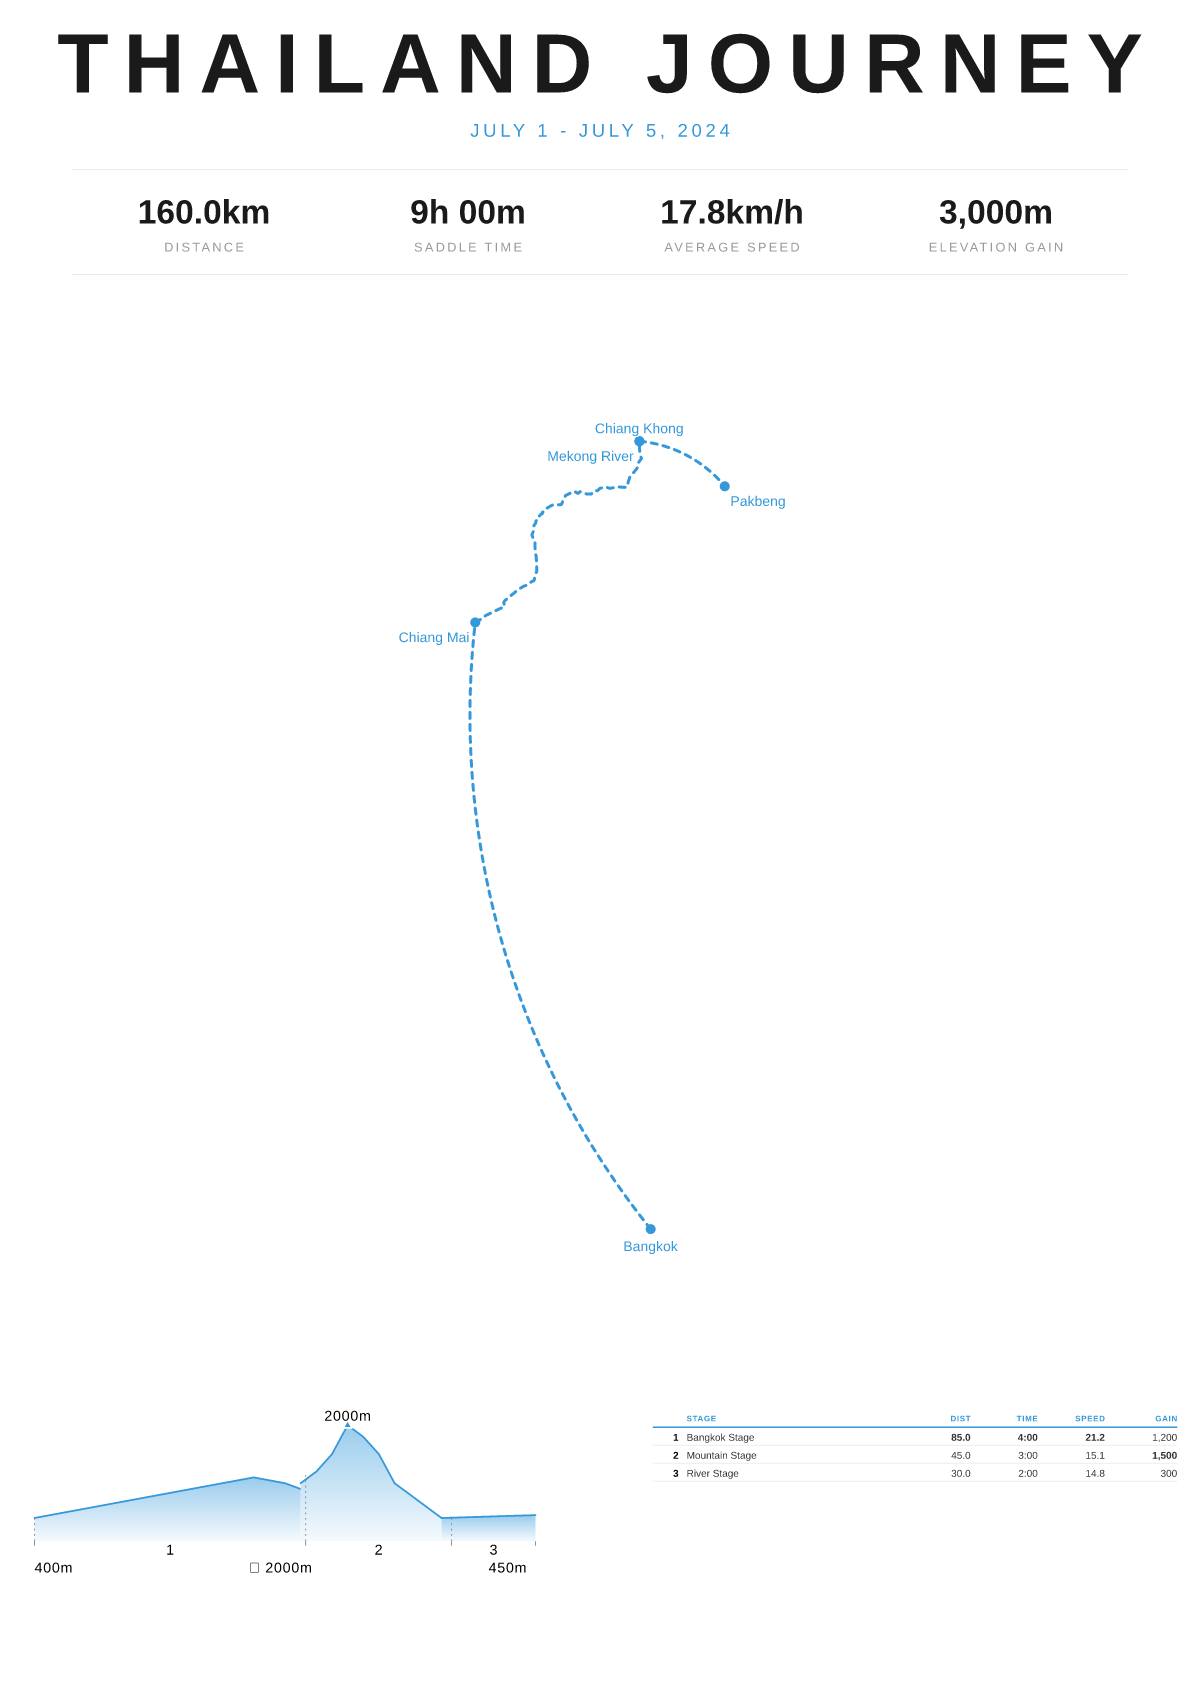 THAILAND JOURNEY
JULY 1 - JULY 5, 2024
160.0km 9h 00m 17.8km/h 3,000m
DISTANCE SADDLE TIME AVERAGE SPEED ELEVATION GAIN
Chiang Khong
Mekong River
Pakbeng
Chiang Mai
Bangkok
2000m
1 2 3
400m 2000m 450m
STAGE DIST TIME SPEED GAIN
1 Bangkok Stage 85.0 4:00 21.2 1,200
2 Mountain Stage 45.0 3:00 15.1 1,500
3 River Stage 30.0 2:00 14.8 300